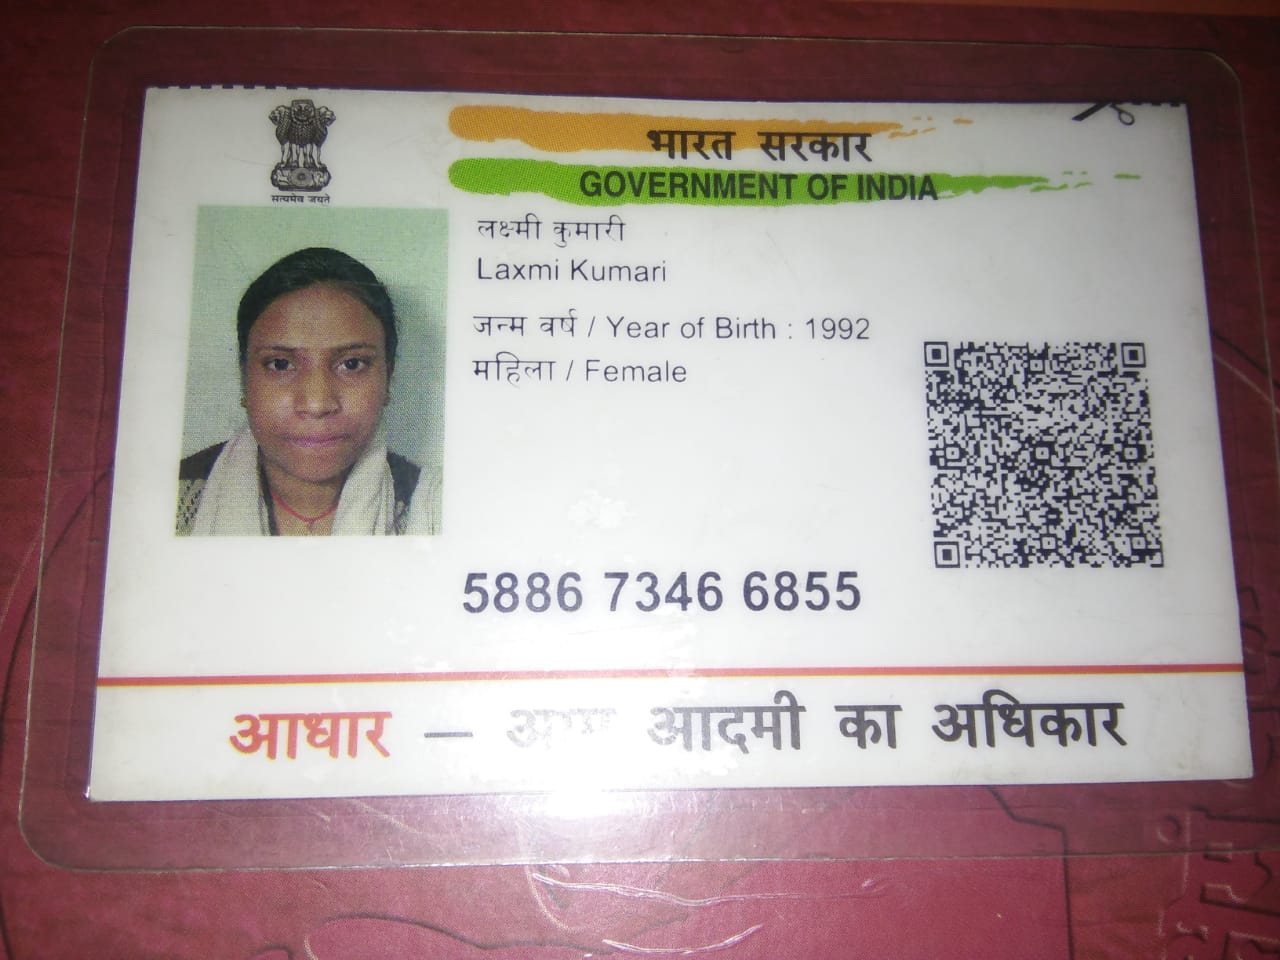 सत्यमेव जयते
भारत सरकार
GOVERNMENT OF INDIA
लक्ष्मी कुमारी
Laxmi Kumari
जन्म वर्ष / Year of Birth : 1992
महिला / Female
5886 7346 6855
आधार — आम आदमी का अधिकार